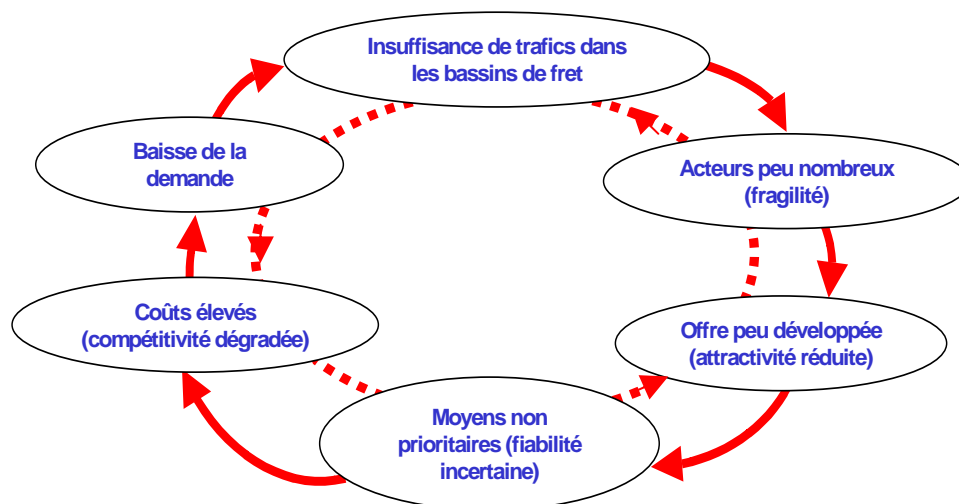 Insuffisance de trafics dans
les bassins de fret
Acteurs peu nombreux
(fragilité)
Offre peu développée
(attractivité réduite)
Moyens non
prioritaires (fiabilité
incertaine)
Coûts élevés
(compétitivité dégradée)
Baisse de la
demande